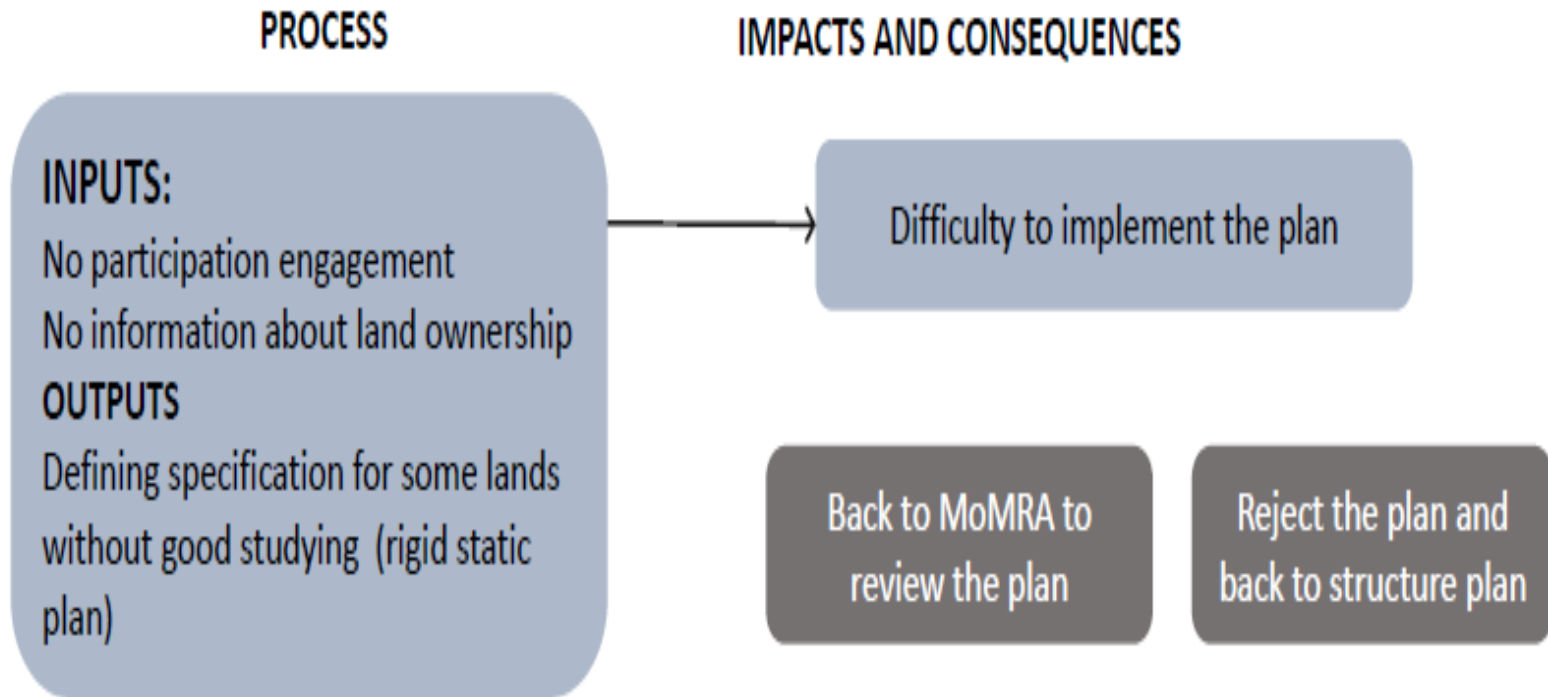 PROCESS
IMPACTS AND CONSEQUENCES
INPUTS:
No participation engagement
No information about land ownership
OUTPUTS
Defining specification for some lands
without good studying (rigid static
plan)
Difficulty to implement the plan
Back to MoMRA to
review the plan
Reject the plan and
back to structure plan